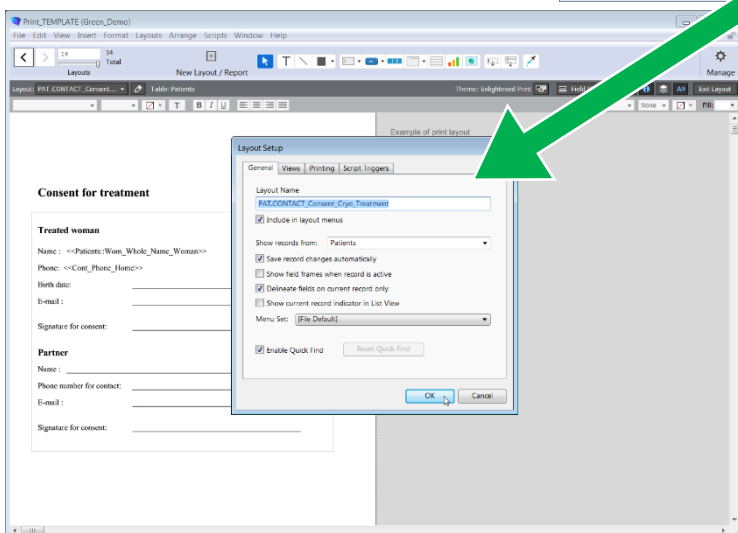 Print_TEMPLATE (Green_Demo)
File Edit View Insert Format Layouts Arrange Scripts Window Help
14 14
Total
Layouts New Layout / Report Manage
Layout: PAT.CONTACT_Consent... Table: Patients Theme: Enlightened Print Exit Layout
B I U None Fill:
Example of print layout
Layout Setup
General Views Printing Script Triggers
Layout Name
PAT.CONTACT_Consent_Cryo_Treatment
Include in layout menus
Show records from: Patients
Save record changes automatically
Show field frames when record is active
Delineate fields on current record only
Show current record indicator in List View
Menu Set: [File Default]
Enable Quick Find Reset Quick Find
OK Cancel
Consent for treatment
Treated woman
Name : <<Patients::Wom_Whole_Name_Woman>>
Phone: <<Cont_Phone_Home>>
Birth date:
E-mail :
Signature for consent:
Partner
Name :
Phone number for contact:
E-mail :
Signature for consent: